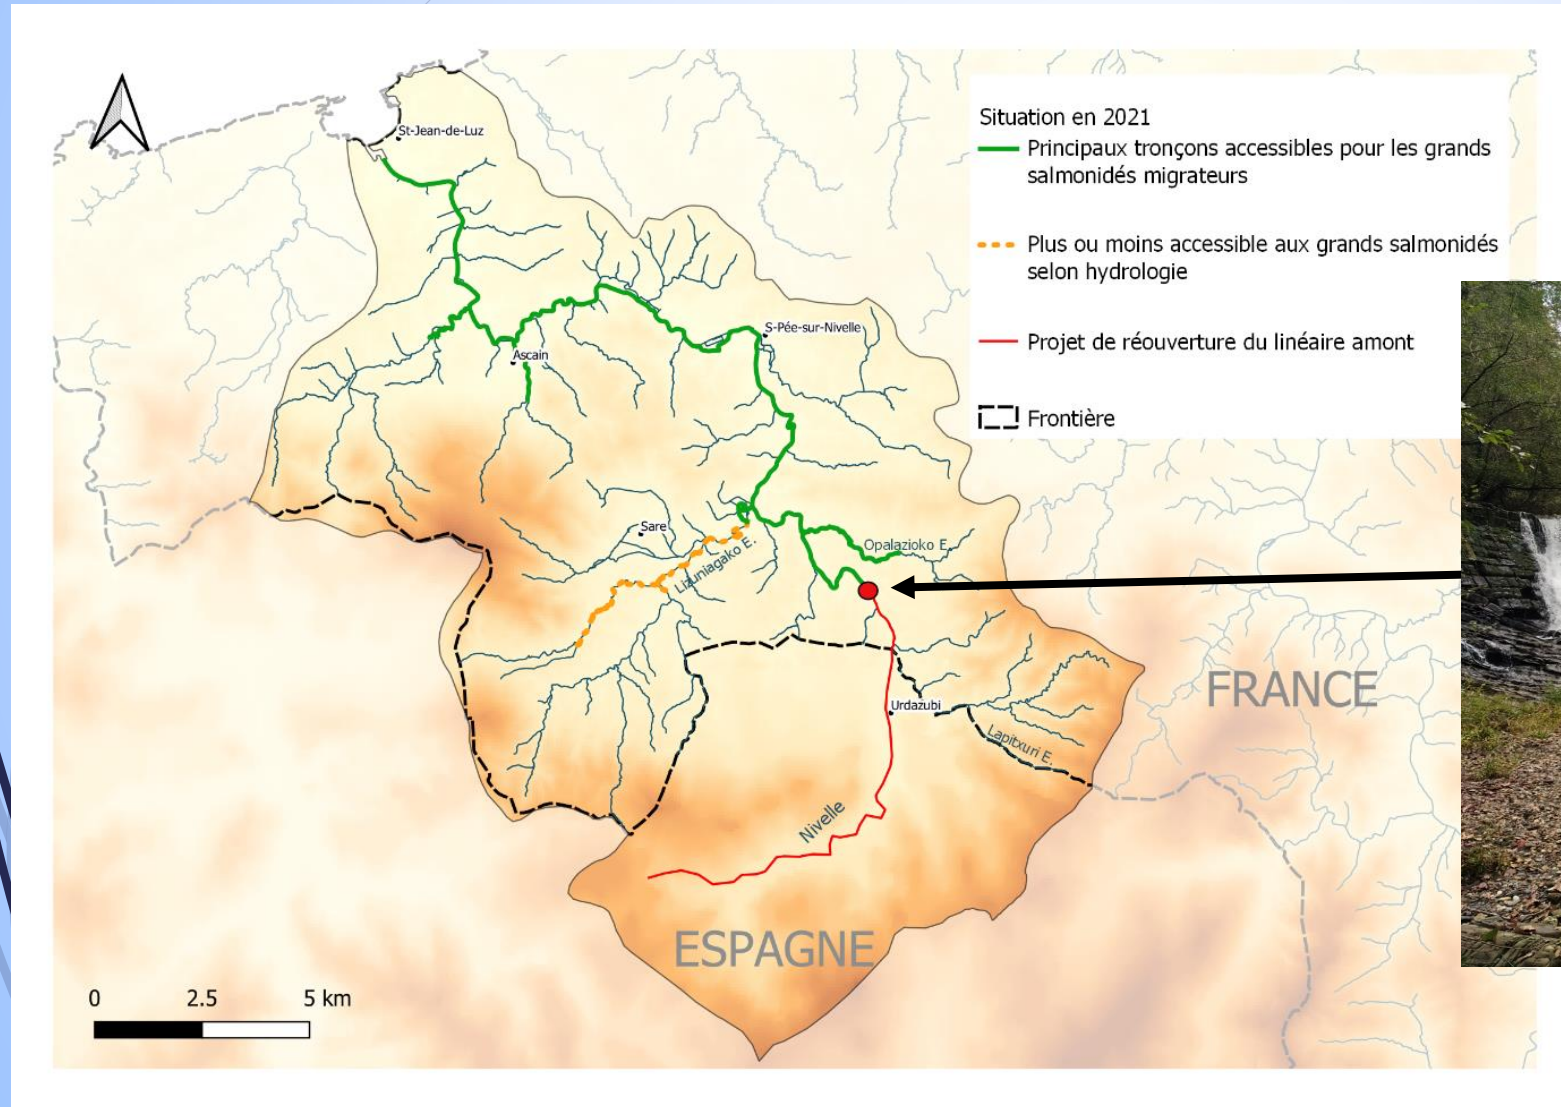 St-Jean-de-Luz
Situation en 2021
Principaux tronçons accessibles pour les grands
salmonidés migrateurs
Plus ou moins accessible aux grands salmonidés
selon hydrologie
Projet de réouverture du linéaire amont
Frontière
S-Pée-sur-Nivelle
Ascain
Sare
Lizuniagako E.
Opalazioko E.
FRANCE
Urdazubi
Lapitxuri E.
Nivelle
ESPAGNE
0 2.5 5 km